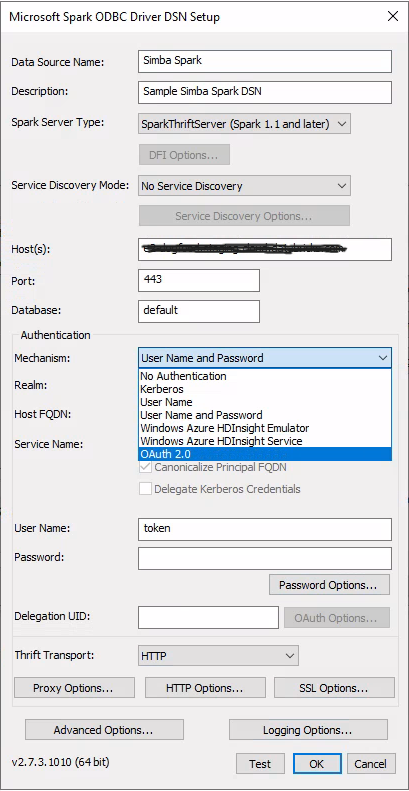 Microsoft Spark ODBC Driver DSN Setup
Data Source Name: Simba Spark
Description: Sample Simba Spark DSN
Spark Server Type: SparkThriftServer (Spark 1.1 and later)
DFI Options...
Service Discovery Mode: No Service Discovery
Service Discovery Options...
Host(s):
Port: 443
Database: default
Authentication
Mechanism: User Name and Password
No Authentication
Realm: Kerberos
User Name
Host FQDN: User Name and Password
Windows Azure HDInsight Emulator
Service Name: Windows Azure HDInsight Service
OAuth 2.0
Canonicalize Principal FQDN
Delegate Kerberos Credentials
User Name: token
Password:
Password Options...
Delegation UID: OAuth Options...
Thrift Transport: HTTP
Proxy Options... HTTP Options... SSL Options...
Advanced Options... Logging Options...
v2.7.3.1010 (64 bit) Test OK Cancel